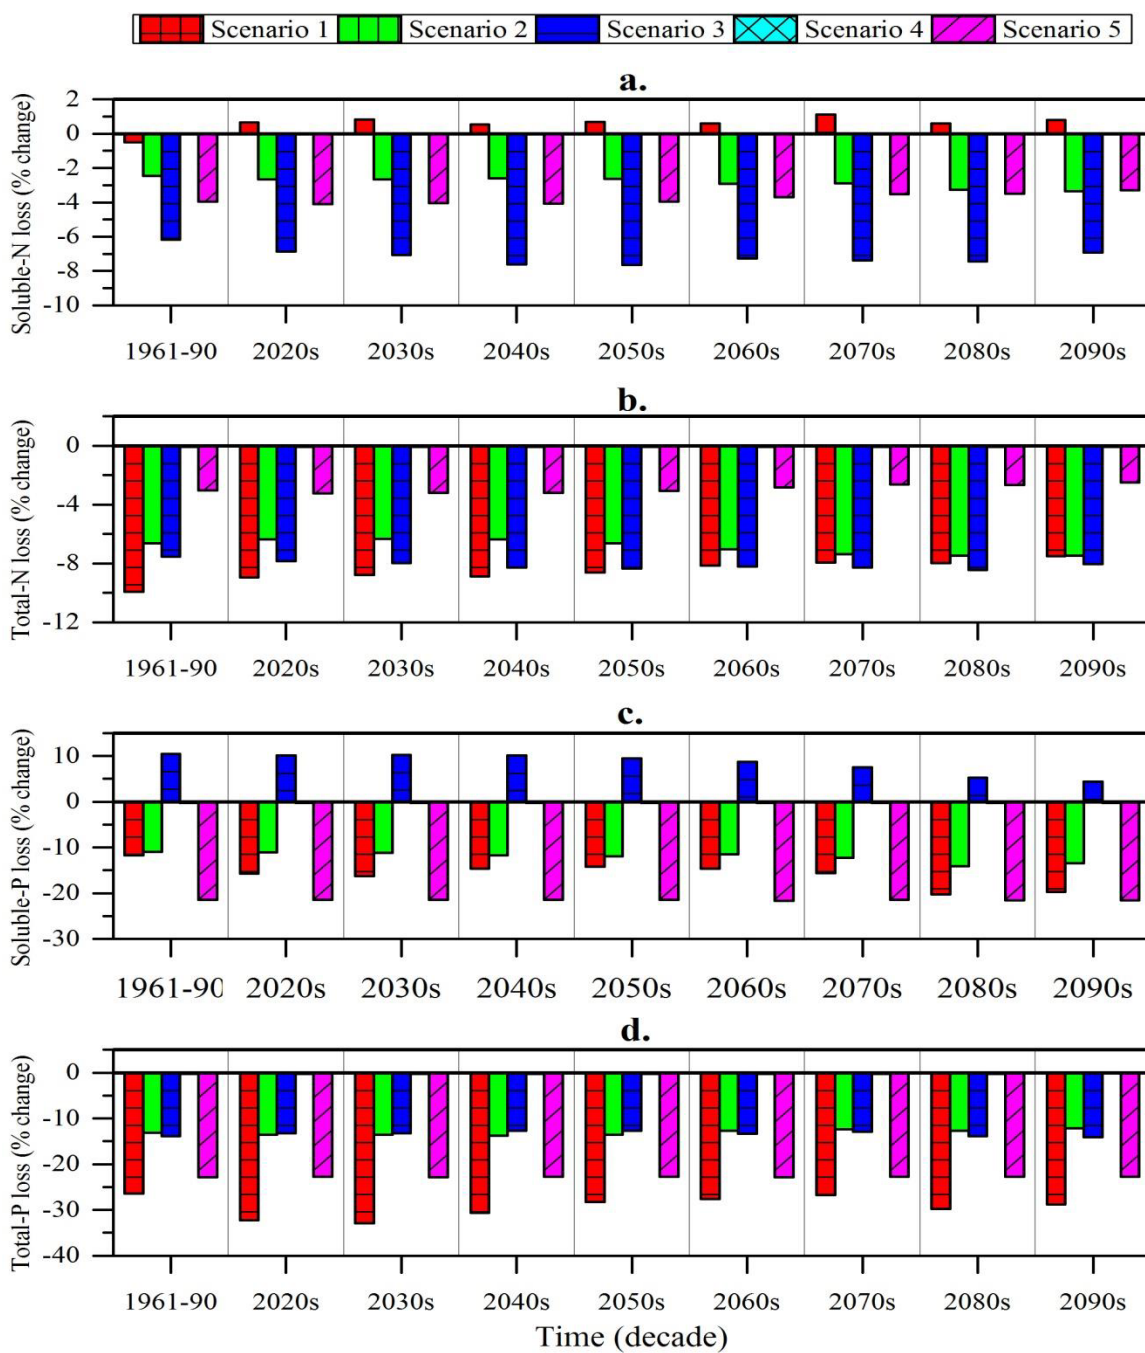 Scenario 1 Scenario 2 Scenario 3 Scenario 4 Scenario 5
a.
Soluble-N loss (% change)
2
0
-2
-4
-6
-8
-10
1961-90 2020s 2030s 2040s 2050s 2060s 2070s 2080s 2090s
b.
Total-N loss (% change)
0
-4
-8
-12
1961-90 2020s 2030s 2040s 2050s 2060s 2070s 2080s 2090s
c.
Soluble-P loss (% change)
10
0
-10
-20
-30
1961-90 2020s 2030s 2040s 2050s 2060s 2070s 2080s 2090s
d.
Total-P loss (% change)
0
-10
-20
-30
-40
1961-90 2020s 2030s 2040s 2050s 2060s 2070s 2080s 2090s
Time (decade)